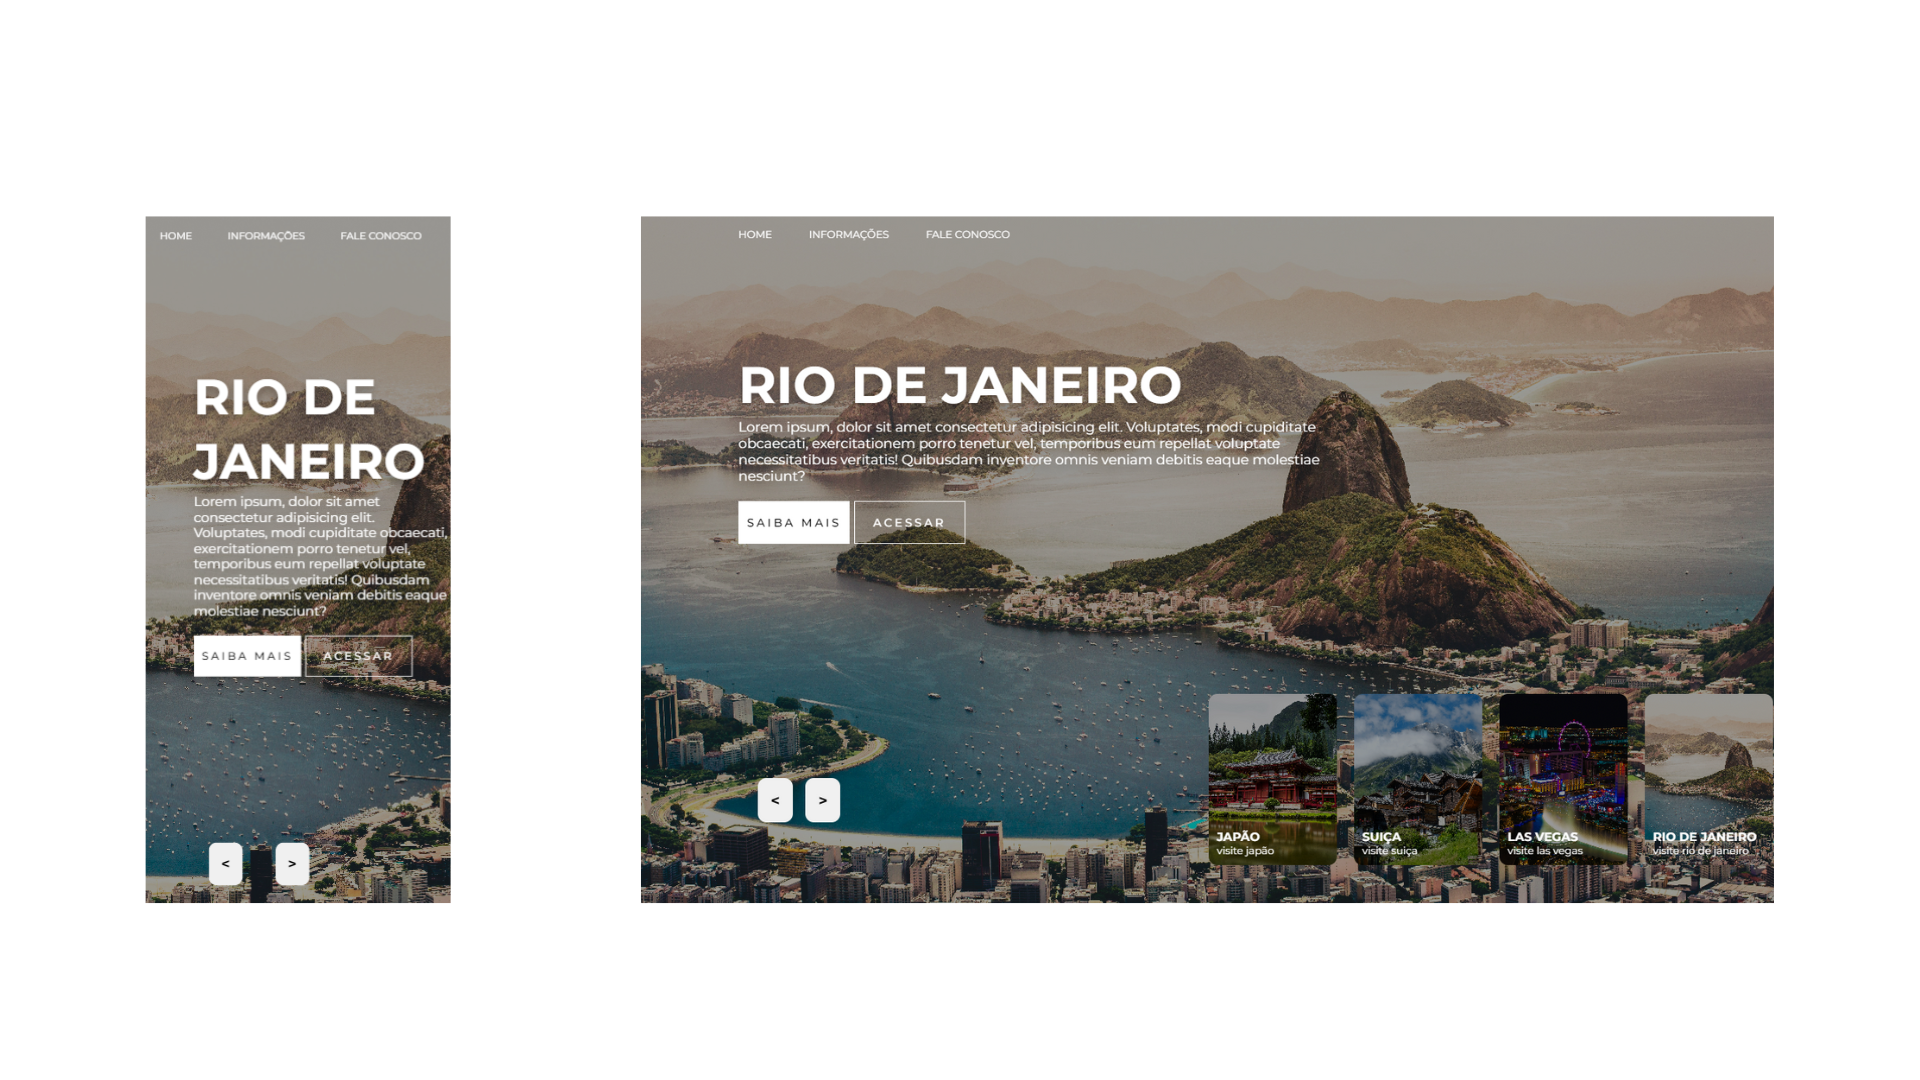 HOME INFORMAÇÕES FALE CONOSCO
RIO DE
JANEIRO
Lorem ipsum, dolor sit amet
consectetur adipisicing elit.
Voluptates, modi cupiditate obcaecati,
exercitationem porro tenetur vel,
temporibus eum repellat voluptate
necessitatibus veritatis! Quibusdam
inventore omnis veniam debitis eaque
molestiae nesciunt?
SAIBA MAIS ACESSAR
< >
HOME INFORMAÇÕES FALE CONOSCO
RIO DE JANEIRO
Lorem ipsum, dolor sit amet consectetur adipisicing elit. Voluptates, modi cupiditate
obcaecati, exercitationem porro tenetur vel, temporibus eum repellat voluptate
necessitatibus veritatis! Quibusdam inventore omnis veniam debitis eaque molestiae
nesciunt?
SAIBA MAIS ACESSAR
< >
JAPÃO
visite japão
SUIÇA
visite suiça
LAS VEGAS
visite las vegas
RIO DE JANEIRO
visite rio de janeiro